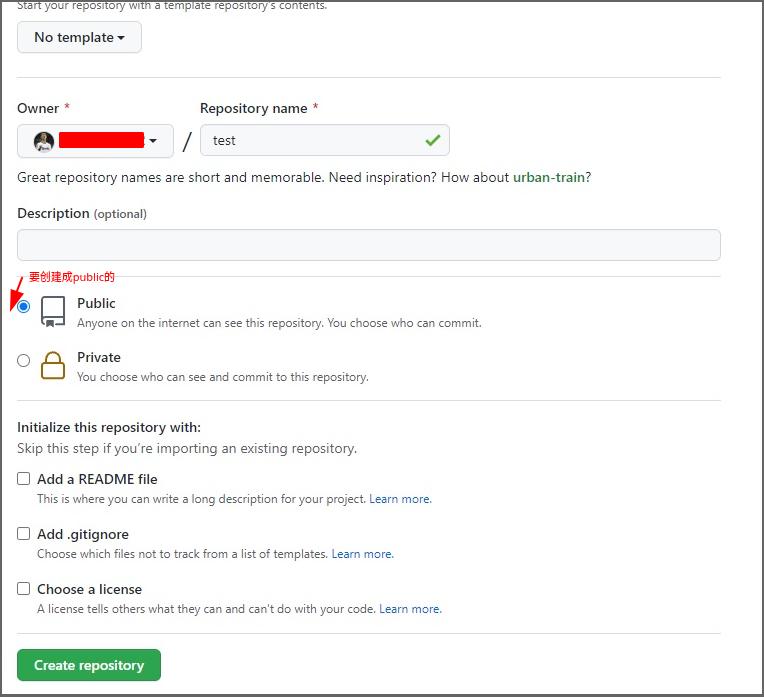 Start your repository with a template repository's contents.
No template
Owner *
Repository name *
/
test
Great repository names are short and memorable. Need inspiration? How about urban-train?
Description (optional)
要创建成public的
Public
Anyone on the internet can see this repository. You choose who can commit.
Private
You choose who can see and commit to this repository.
Initialize this repository with:
Skip this step if you’re importing an existing repository.
Add a README file
This is where you can write a long description for your project. Learn more.
Add .gitignore
Choose which files not to track from a list of templates. Learn more.
Choose a license
A license tells others what they can and can't do with your code. Learn more.
Create repository